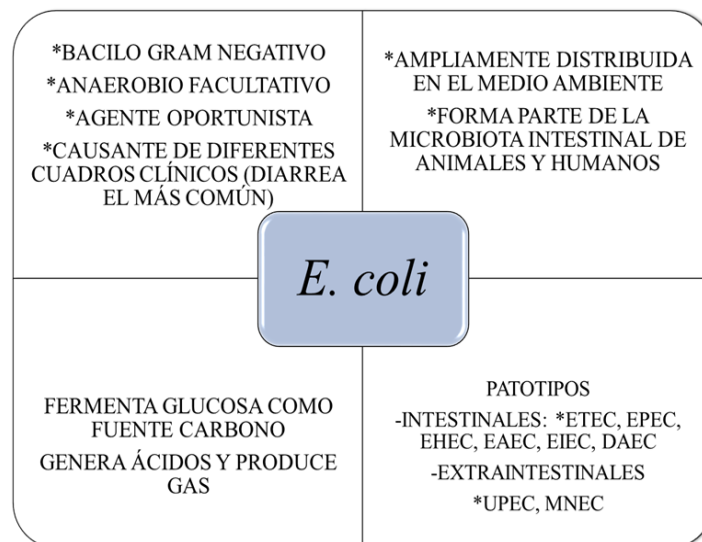 *BACILO GRAM NEGATIVO
*ANAEROBIO FACULTATIVO
*AGENTE OPORTUNISTA
*CAUSANTE DE DIFERENTES
CUADROS CLÍNICOS (DIARREA
EL MÁS COMÚN)
*AMPLIAMENTE DISTRIBUIDA
EN EL MEDIO AMBIENTE
*FORMA PARTE DE LA
MICROBIOTA INTESTINAL DE
ANIMALES Y HUMANOS
E. coli
FERMENTA GLUCOSA COMO
FUENTE CARBONO
GENERA ÁCIDOS Y PRODUCE
GAS
PATOTIPOS
-INTESTINALES: *ETEC, EPEC,
EHEC, EAEC, EIEC, DAEC
-EXTRAINTESTINALES
*UPEC, MNEC